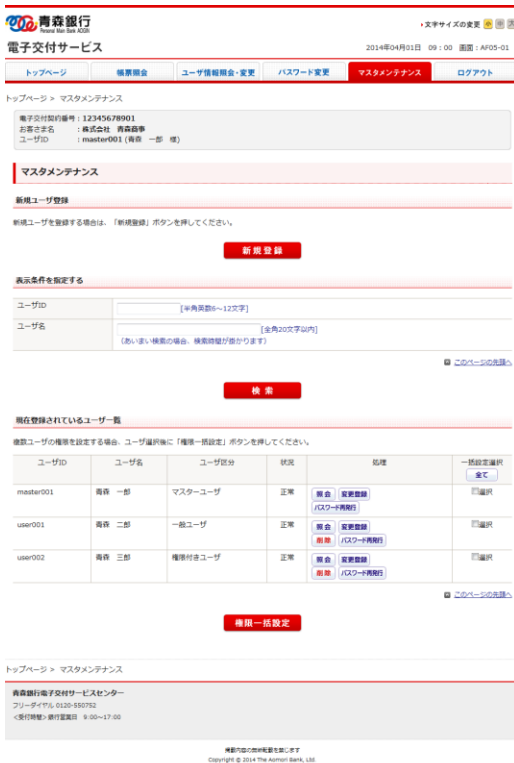 青森銀行
Personal Main Bank AOGIN
文字サイズの変更 小 中 大
電子交付サービス
2014年04月01日 09:00 画面:AF05-01
トップページ 帳票照会 ユーザ情報照会・変更 パスワード変更 マスタメンテナンス ログアウト
トップページ > マスタメンテナンス
電子交付契約番号:12345678901
お客さま名 :株式会社 青森商事
ユーザID :master001 (青森 一郎 様)
マスタメンテナンス
新規ユーザ登録
新規ユーザを登録する場合は、「新規登録」ボタンを押してください。
新規登録
表示条件を指定する
ユーザID [半角英数6~12文字]
ユーザ名 [全角20文字以内]
(あいまい検索の場合、検索時間が掛かります)
このページの先頭へ
検索
現在登録されているユーザ一覧
複数ユーザの権限を設定する場合、ユーザ選択後に「権限一括設定」ボタンを押してください。
ユーザID ユーザ名 ユーザ区分 状況 処理 一括設定選択
全て
master001 青森 一郎 マスターユーザ 正常 照会 変更登録 選択
パスワード再発行
user001 青森 二郎 一般ユーザ 正常 照会 変更登録 選択
削除 パスワード再発行
user002 青森 三郎 権限付きユーザ 正常 照会 変更登録 選択
削除 パスワード再発行
このページの先頭へ
権限一括設定
トップページ > マスタメンテナンス
青森銀行電子交付サービスセンター
フリーダイヤル 0120-550752
<受付時間> 銀行営業日 9:00~17:00
掲載内容の無断転載を禁じます
Copyright © 2014 The Aomori Bank, Ltd.